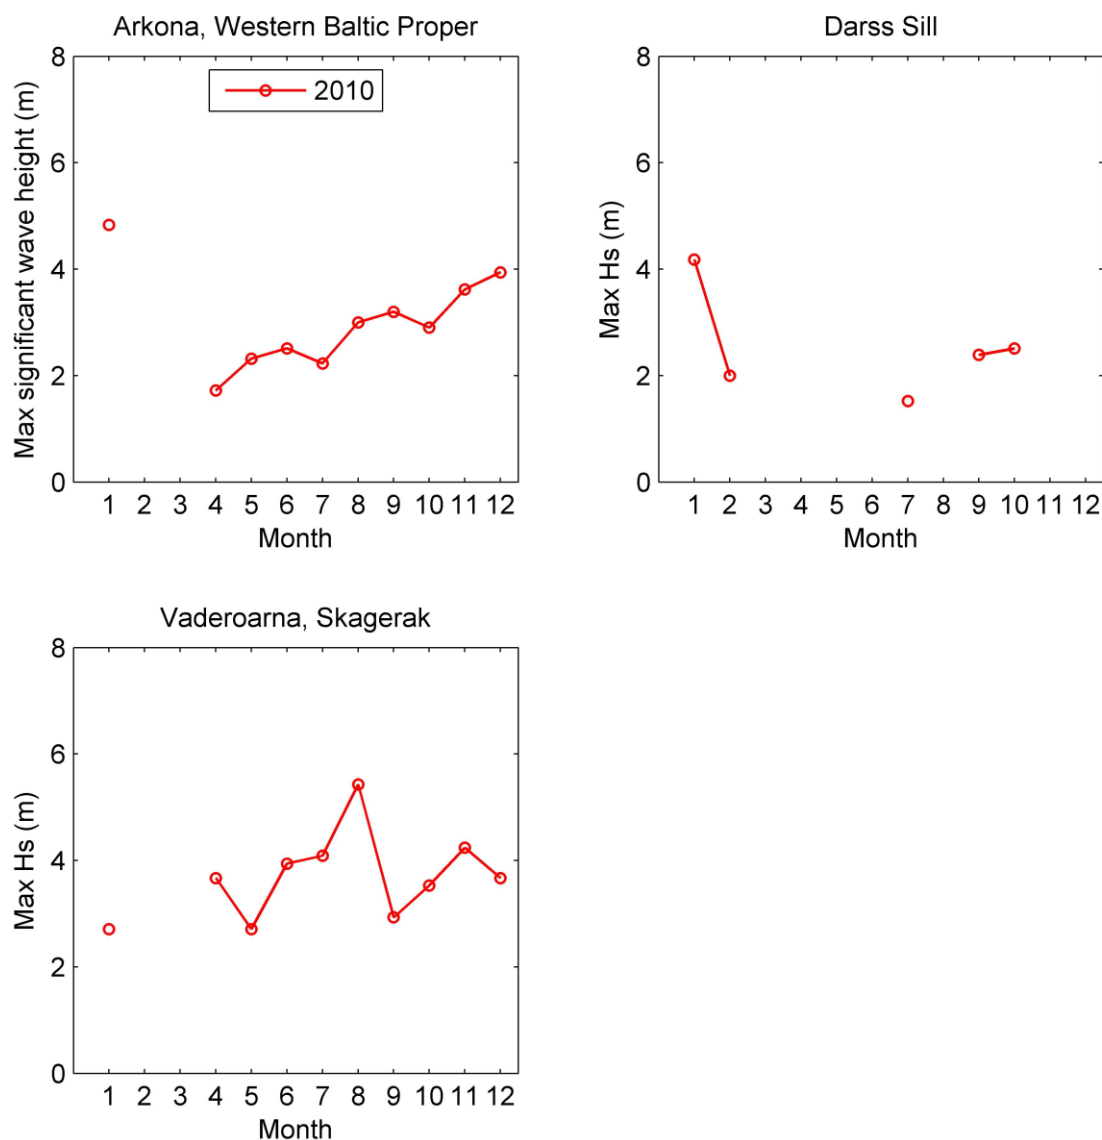 Arkona, Western Baltic Proper
8
6
4
2
0
Max significant wave height (m)
2010
1 2 3 4 5 6 7 8 9 10 11 12
Month
Darss Sill
8
6
4
2
0
Max Hs (m)
1 2 3 4 5 6 7 8 9 10 11 12
Month
Vaderoarna, Skagerak
8
6
4
2
0
Max Hs (m)
1 2 3 4 5 6 7 8 9 10 11 12
Month